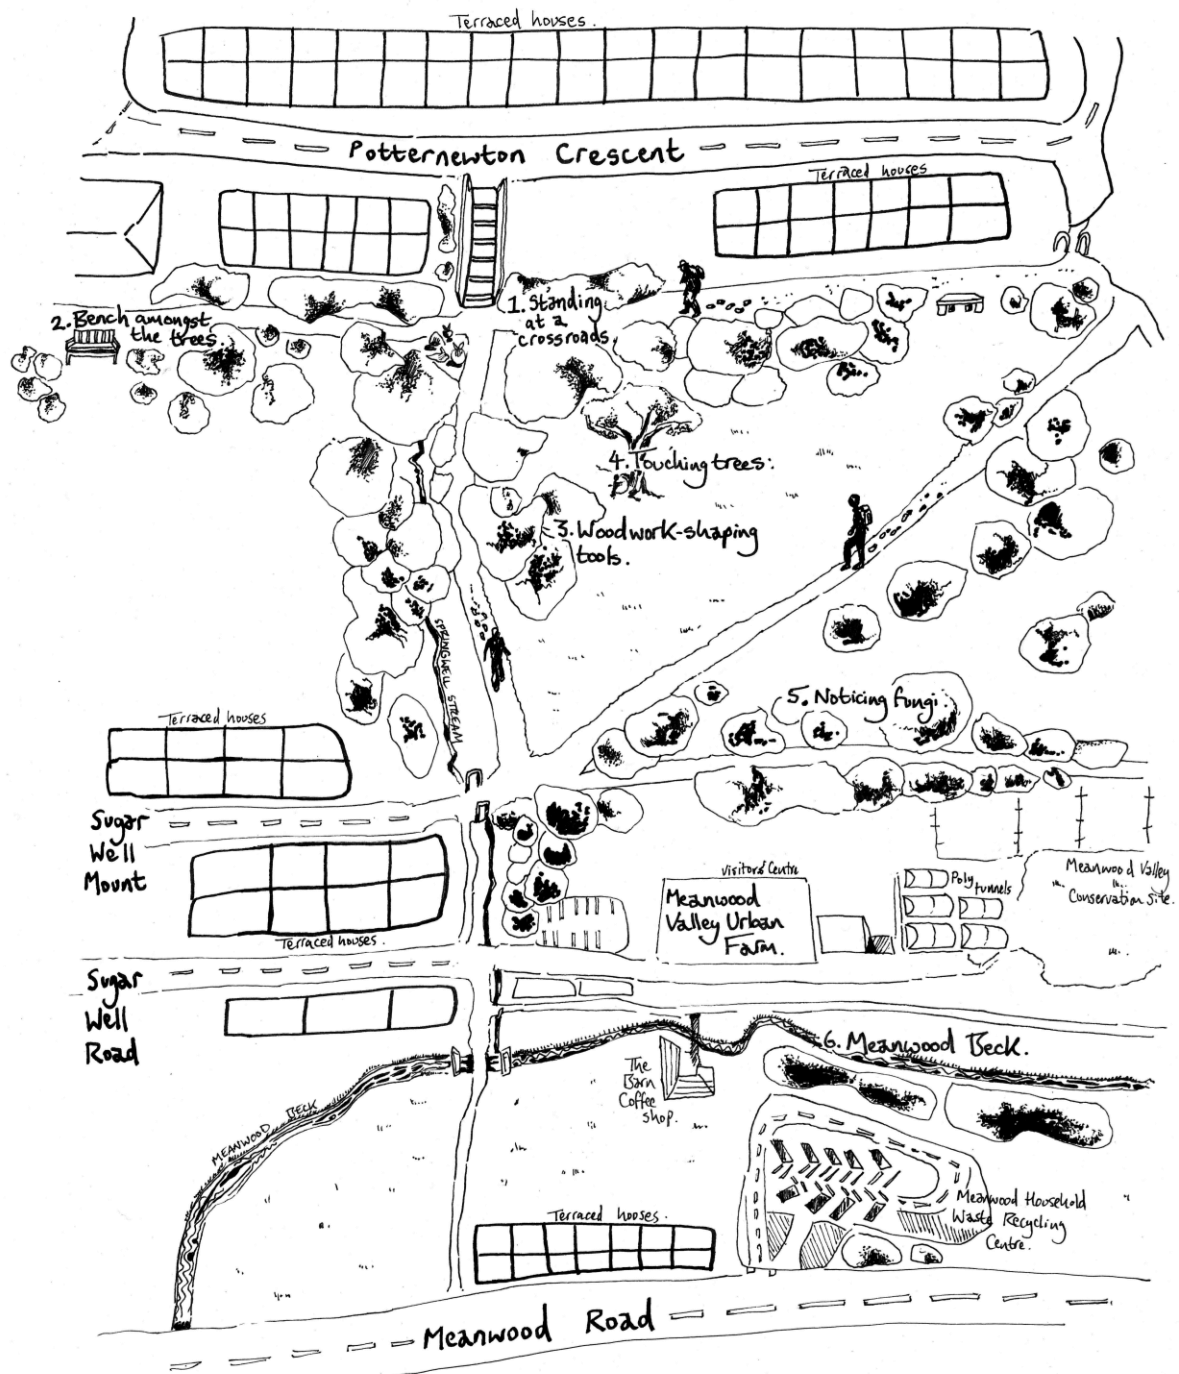 Terraced houses.
Potternewton Crescent
Terraced houses
1. Standing
at a
crossroads.
2. Bench amongst
the trees.
4. Touching trees.
3. Woodwork-shaping
tools.
SPRINGWELL STREAM
5. Noticing fungi.
Terraced houses
Sugar
Well
Mount
Terraced houses.
Visitors Centre
Meanwood
Valley Urban
Farm.
Poly
tunnels
Meanwood Valley
Conservation Site.
Sugar
Well
Road
6. Meanwood Beck.
The
Barn
Coffee
shop.
MEANWOOD BECK
Meanwood Household
Waste Recycling
Centre.
Terraced houses.
Meanwood Road